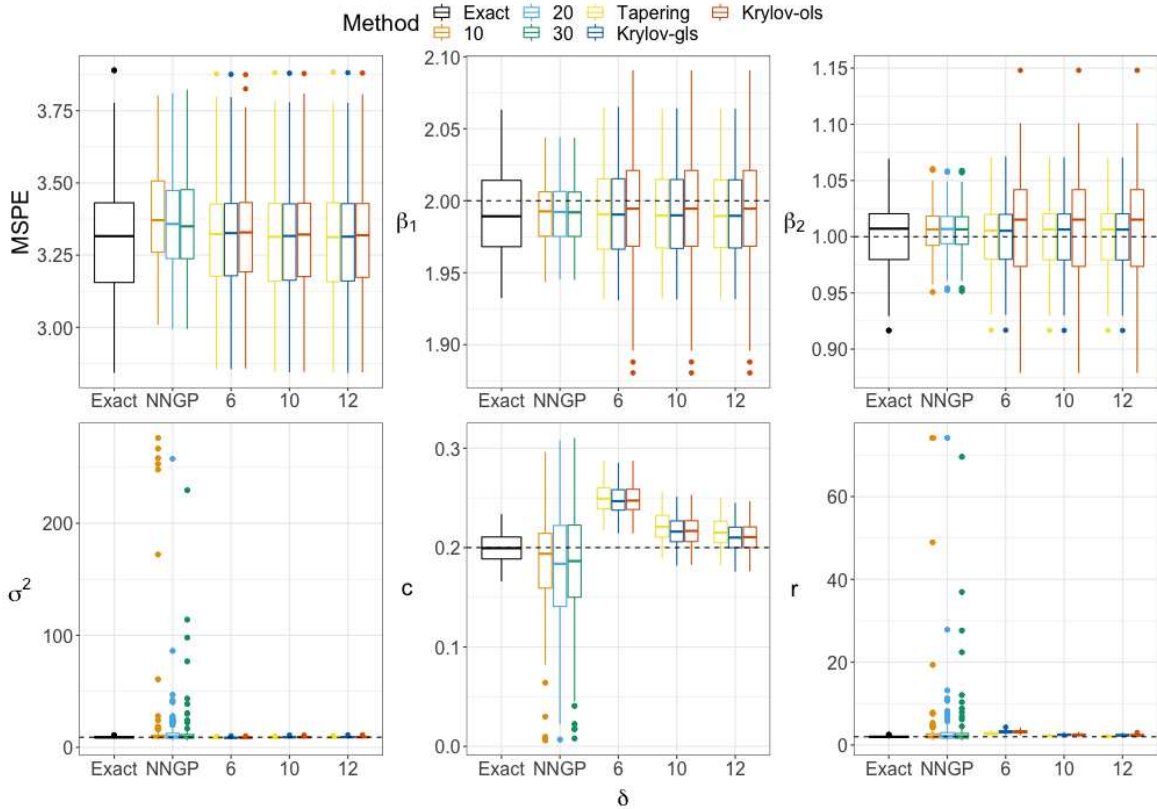 Method Exact 20 Tapering Krylov-ols
10 30 Krylov-gls
MSPE
3.75
3.50
3.25
3.00
Exact NNGP 6 10 12
β1
2.10
2.05
2.00
1.95
1.90
Exact NNGP 6 10 12
β2
1.15
1.10
1.05
1.00
0.95
0.90
Exact NNGP 6 10 12
σ²
200
100
0
Exact NNGP 6 10 12
c
0.3
0.2
0.1
0.0
Exact NNGP 6 10 12
r
60
40
20
0
Exact NNGP 6 10 12
δ